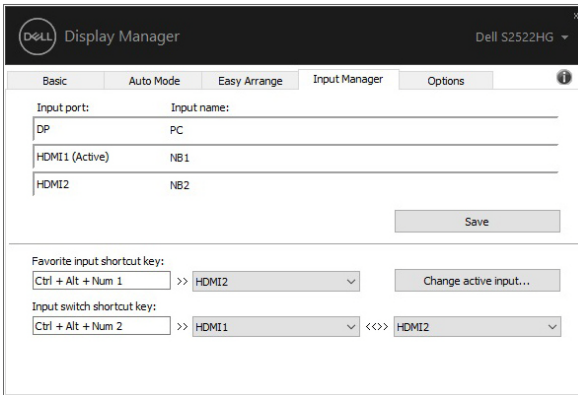 DELL Display Manager Dell S2522HG
Basic Auto Mode Easy Arrange Input Manager Options
Input port: Input name:
DP PC
HDMI1 (Active) NB1
HDMI2 NB2
Save
Favorite input shortcut key:
Ctrl + Alt + Num 1 >> HDMI2 Change active input...
Input switch shortcut key:
Ctrl + Alt + Num 2 >> HDMI1 <<>> HDMI2